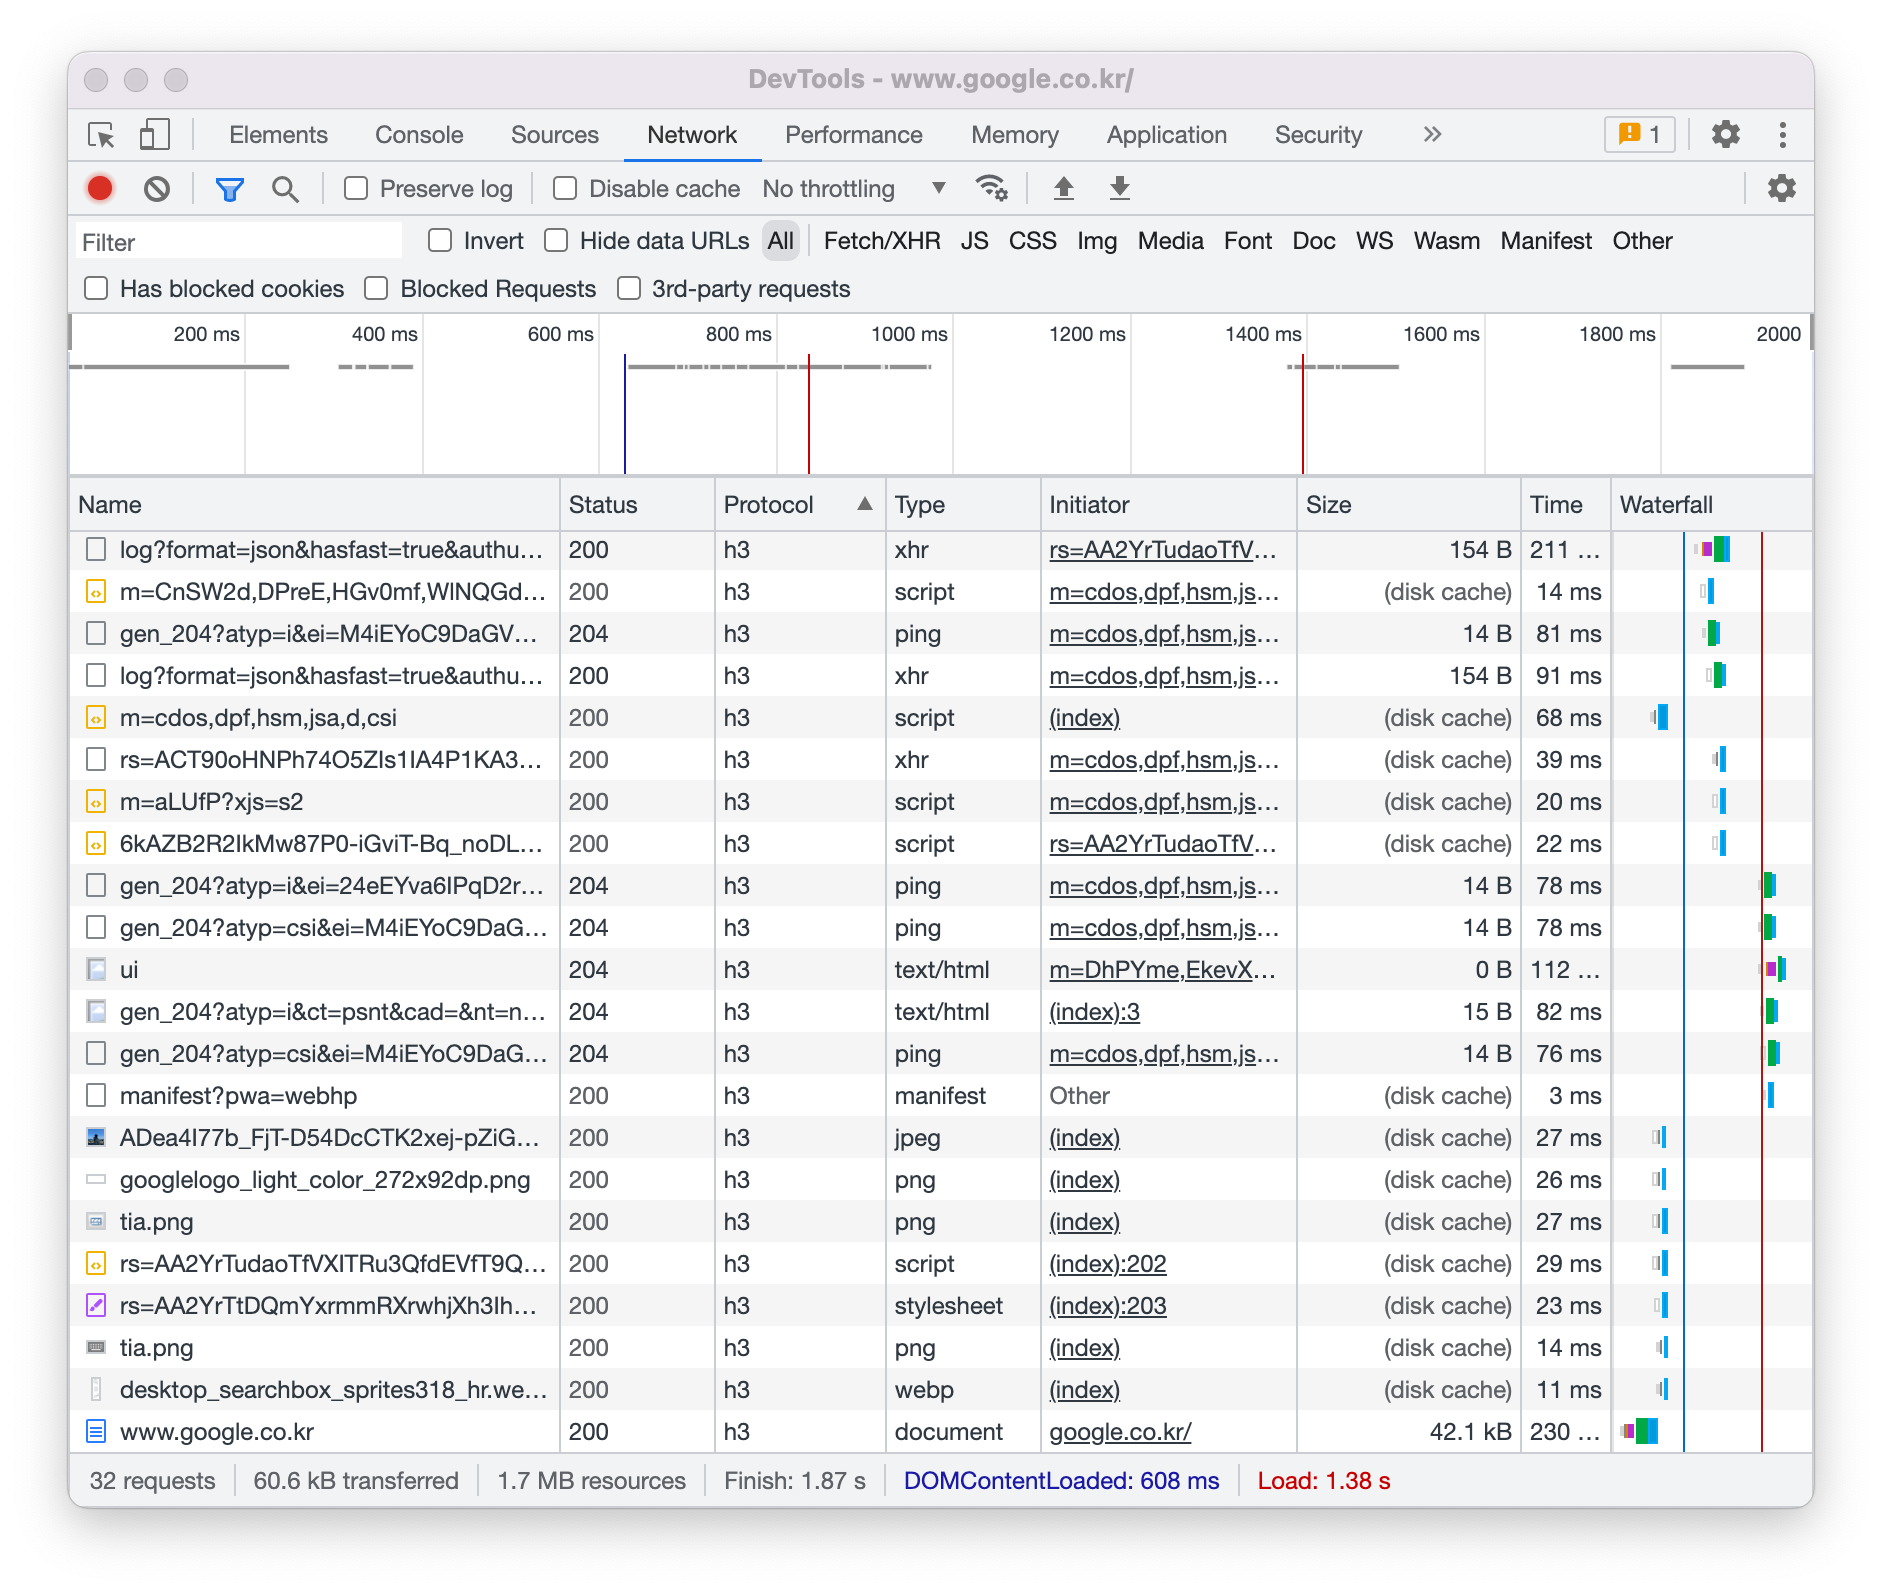 DevTools - www.google.co.kr/
Elements Console Sources Network Performance Memory Application Security » 1
Preserve log Disable cache No throttling
Filter Invert Hide data URLs All Fetch/XHR JS CSS Img Media Font Doc WS Wasm Manifest Other
Has blocked cookies Blocked Requests 3rd-party requests
200 ms 400 ms 600 ms 800 ms 1000 ms 1200 ms 1400 ms 1600 ms 1800 ms 2000
Name Status Protocol ▲ Type Initiator Size Time Waterfall
log?format=json&hasfast=true&authu... 200 h3 xhr rs=AA2YrTudaoTfV... 154 B 211 ...
m=CnSW2d,DPreE,HGv0mf,WlNQGd... 200 h3 script m=cdos,dpf,hsm,js... (disk cache) 14 ms
gen_204?atyp=i&ei=M4iEYoC9DaGV... 204 h3 ping m=cdos,dpf,hsm,js... 14 B 81 ms
log?format=json&hasfast=true&authu... 200 h3 xhr m=cdos,dpf,hsm,js... 154 B 91 ms
m=cdos,dpf,hsm,jsa,d,csi 200 h3 script (index) (disk cache) 68 ms
rs=ACT90oHNPh74O5ZIs1IA4P1KA3... 200 h3 xhr m=cdos,dpf,hsm,js... (disk cache) 39 ms
m=aLUfP?xjs=s2 200 h3 script m=cdos,dpf,hsm,js... (disk cache) 20 ms
6kAZB2R2IkMw87P0-iGviT-Bq_noDL... 200 h3 script rs=AA2YrTudaoTfV... (disk cache) 22 ms
gen_204?atyp=i&ei=24eEYva6IPqD2r... 204 h3 ping m=cdos,dpf,hsm,js... 14 B 78 ms
gen_204?atyp=csi&ei=M4iEYoC9DaG... 204 h3 ping m=cdos,dpf,hsm,js... 14 B 78 ms
ui 204 h3 text/html m=DhPYme,EkevX... 0 B 112 ...
gen_204?atyp=i&ct=psnt&cad=&nt=n... 204 h3 text/html (index):3 15 B 82 ms
gen_204?atyp=csi&ei=M4iEYoC9DaG... 204 h3 ping m=cdos,dpf,hsm,js... 14 B 76 ms
manifest?pwa=webhp 200 h3 manifest Other (disk cache) 3 ms
ADea4I77b_FjT-D54DcCTK2xej-pZiG... 200 h3 jpeg (index) (disk cache) 27 ms
googlelogo_light_color_272x92dp.png 200 h3 png (index) (disk cache) 26 ms
tia.png 200 h3 png (index) (disk cache) 27 ms
rs=AA2YrTudaoTfVXITRu3QfdEVfT9Q... 200 h3 script (index):202 (disk cache) 29 ms
rs=AA2YrTtDQmYxrmmRXrwhjXh3Ih... 200 h3 stylesheet (index):203 (disk cache) 23 ms
tia.png 200 h3 png (index) (disk cache) 14 ms
desktop_searchbox_sprites318_hr.we... 200 h3 webp (index) (disk cache) 11 ms
www.google.co.kr 200 h3 document google.co.kr/ 42.1 kB 230 ...
32 requests 60.6 kB transferred 1.7 MB resources Finish: 1.87 s DOMContentLoaded: 608 ms Load: 1.38 s